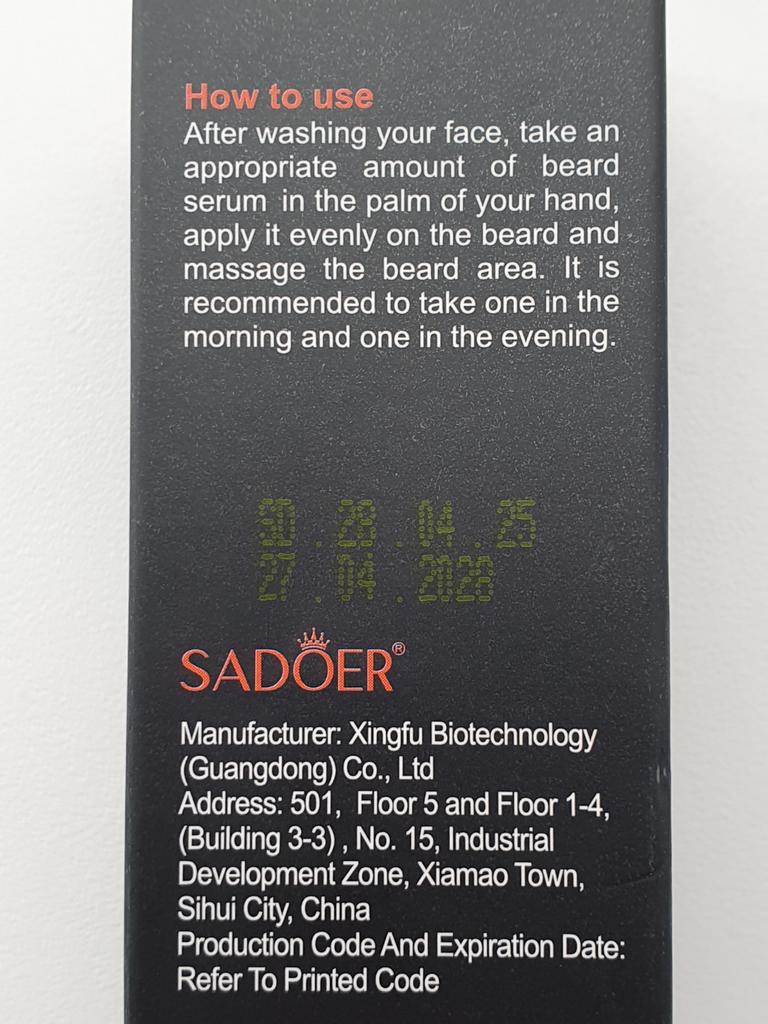 How to use
After washing your face, take an
appropriate amount of beard
serum in the palm of your hand,
apply it evenly on the beard and
massage the beard area. It is
recommended to take one in the
morning and one in the evening.
.28.04.25
27.04.2028
SADOER®
Manufacturer: Xingfu Biotechnology
(Guangdong) Co., Ltd
Address: 501, Floor 5 and Floor 1-4,
(Building 3-3) , No. 15, Industrial
Development Zone, Xiamao Town,
Sihui City, China
Production Code And Expiration Date:
Refer To Printed Code